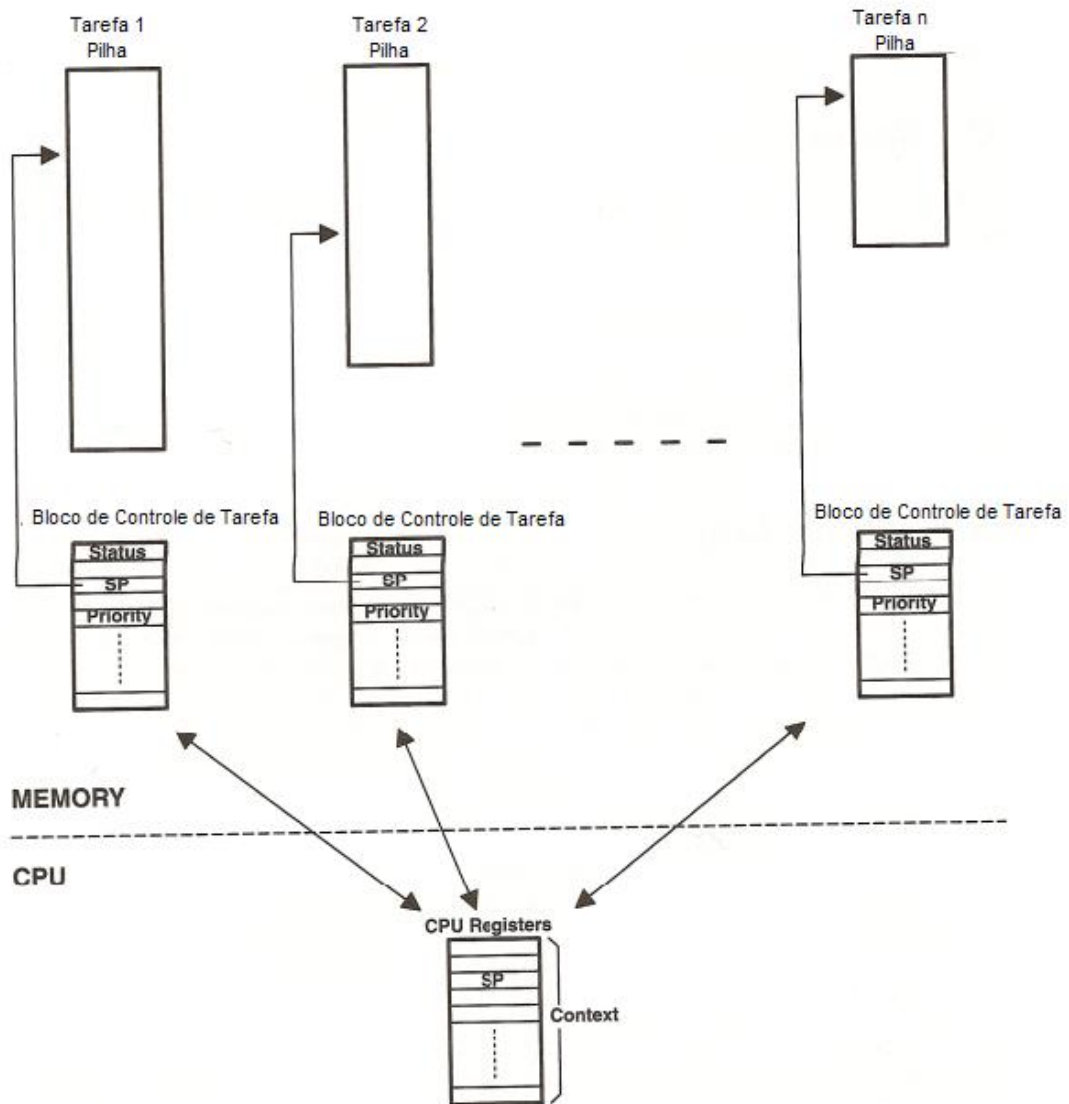 Tarefa 1
Pilha
Tarefa 2
Pilha
Tarefa n
Pilha
Bloco de Controle de Tarefa
Status
SP
Priority
Bloco de Controle de Tarefa
Status
SP
Priority
Bloco de Controle de Tarefa
Status
SP
Priority
MEMORY
CPU
CPU Registers
SP
Context